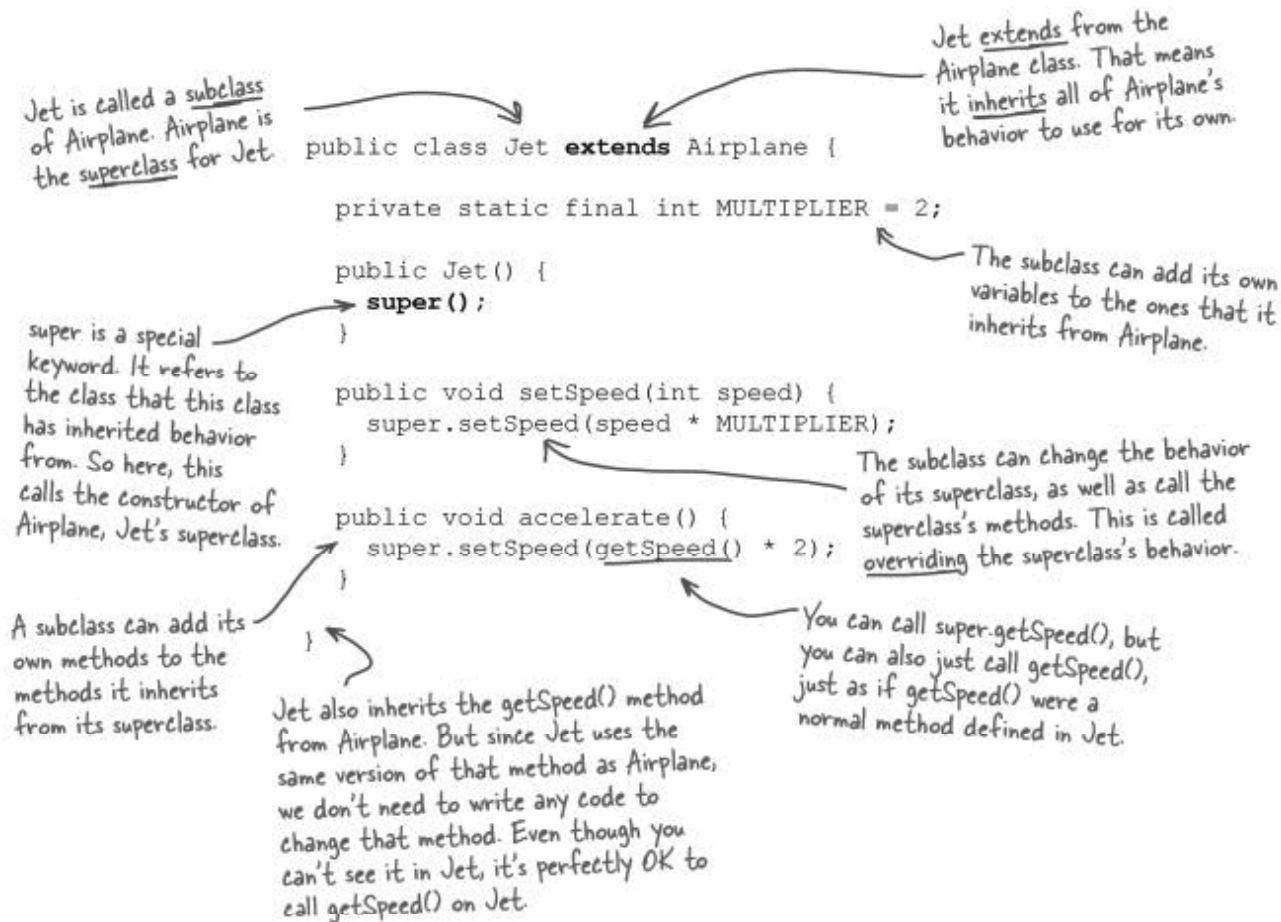 Jet is called a subclass
of Airplane. Airplane is
the superclass for Jet.
Jet extends from the
Airplane class. That means
it inherits all of Airplane's
behavior to use for its own.
public class Jet extends Airplane {
private static final int MULTIPLIER = 2;
The subclass can add its own
variables to the ones that it
inherits from Airplane.
public Jet() {
super();
}
super is a special
keyword. It refers to
the class that this class
has inherited behavior
from. So here, this
calls the constructor of
Airplane, Jet's superclass.
public void setSpeed(int speed) {
super.setSpeed(speed * MULTIPLIER);
}
The subclass can change the behavior
of its superclass, as well as call the
superclass's methods. This is called
overriding the superclass's behavior.
public void accelerate() {
super.setSpeed(getSpeed() * 2);
}
A subclass can add its
own methods to the
methods it inherits
from its superclass.
}
You can call super.getSpeed(), but
you can also just call getSpeed(),
just as if getSpeed() were a
normal method defined in Jet.
Jet also inherits the getSpeed() method
from Airplane. But since Jet uses the
same version of that method as Airplane,
we don't need to write any code to
change that method. Even though you
can't see it in Jet, it's perfectly OK to
call getSpeed() on Jet.